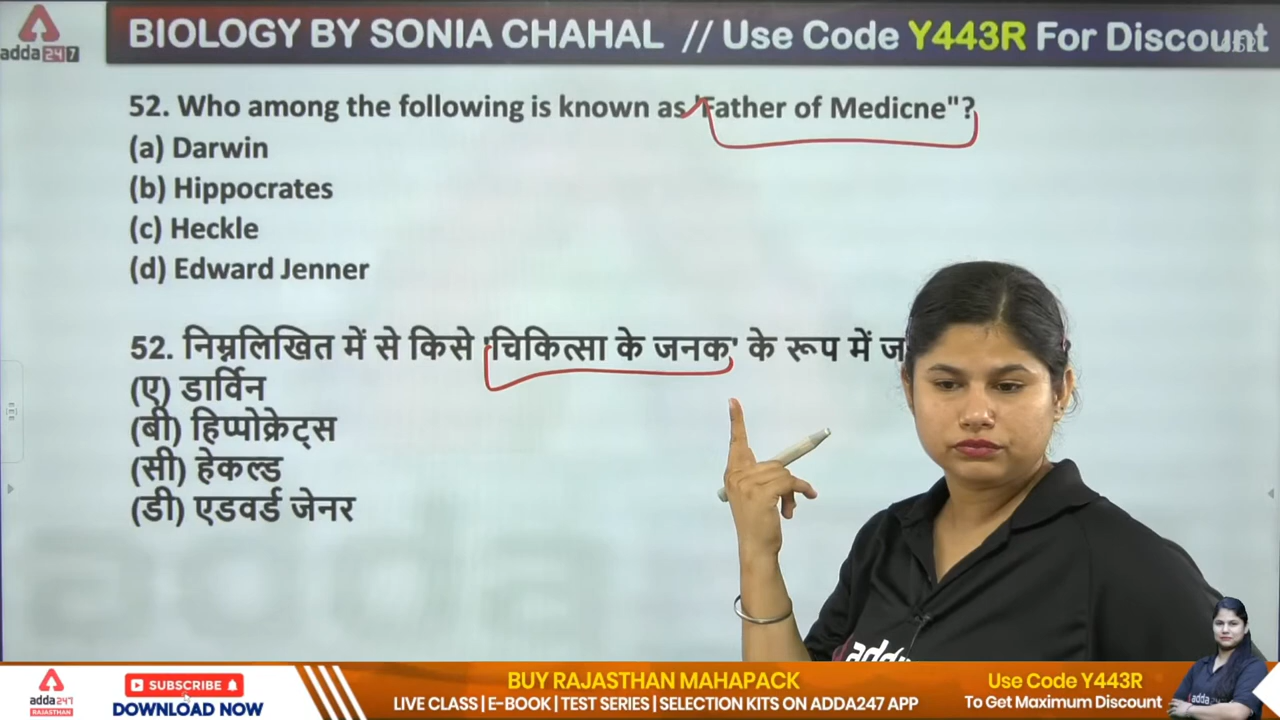 adda247
BIOLOGY BY SONIA CHAHAL // Use Code Y443R For Discount
52. Who among the following is known as 'Father of Medicne"?
(a) Darwin
(b) Hippocrates
(c) Heckle
(d) Edward Jenner
52. निम्नलिखित में से किसे 'चिकित्सा के जनक' के रूप में
(ए) डार्विन
(बी) हिप्पोक्रेट्स
(सी) हेकल्ड
(डी) एडवर्ड जेनर
adda
adda247
RAJASTHAN
SUBSCRIBE
DOWNLOAD NOW
BUY RAJASTHAN MAHAPACK
LIVE CLASS | E-BOOK | TEST SERIES | SELECTION KITS ON ADDA247 APP
Use Code Y443R
To Get Maximum Discount